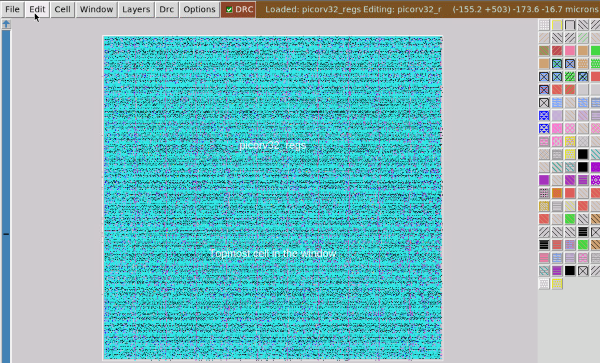 File Edit Cell Window Layers Drc Options DRC Loaded: picorv32_regs Editing: picorv32_r (-155.2 +503) -173.6 -16.7 microns
picorv32_regs
Topmost cell in the window